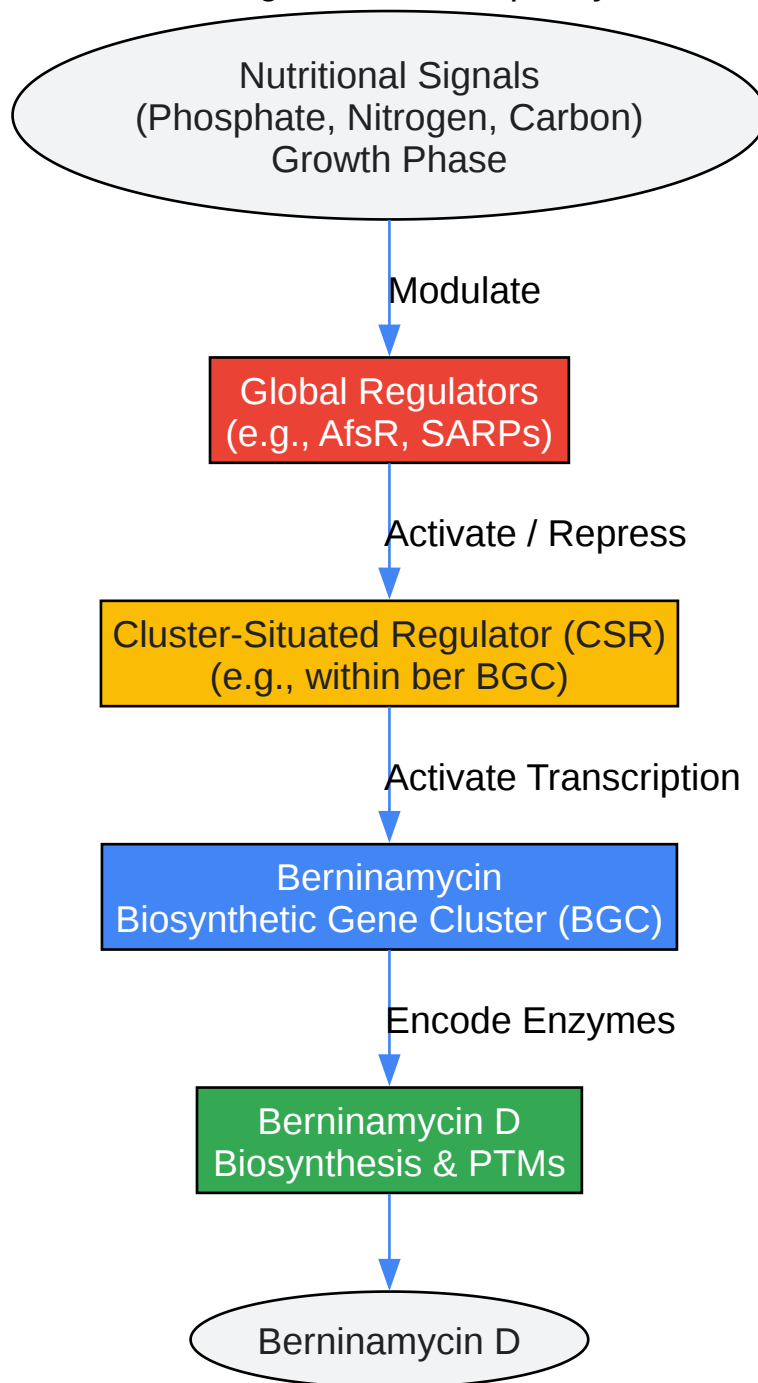 Nutritional Signals
(Phosphate, Nitrogen, Carbon)
Growth Phase
Modulate
Global Regulators
(e.g., AfsR, SARPs)
Activate / Repress
Cluster-Situated Regulator (CSR)
(e.g., within ber BGC)
Activate Transcription
Berninamycin
Biosynthetic Gene Cluster (BGC)
Encode Enzymes
Berninamycin D
Biosynthesis & PTMs
Berninamycin D